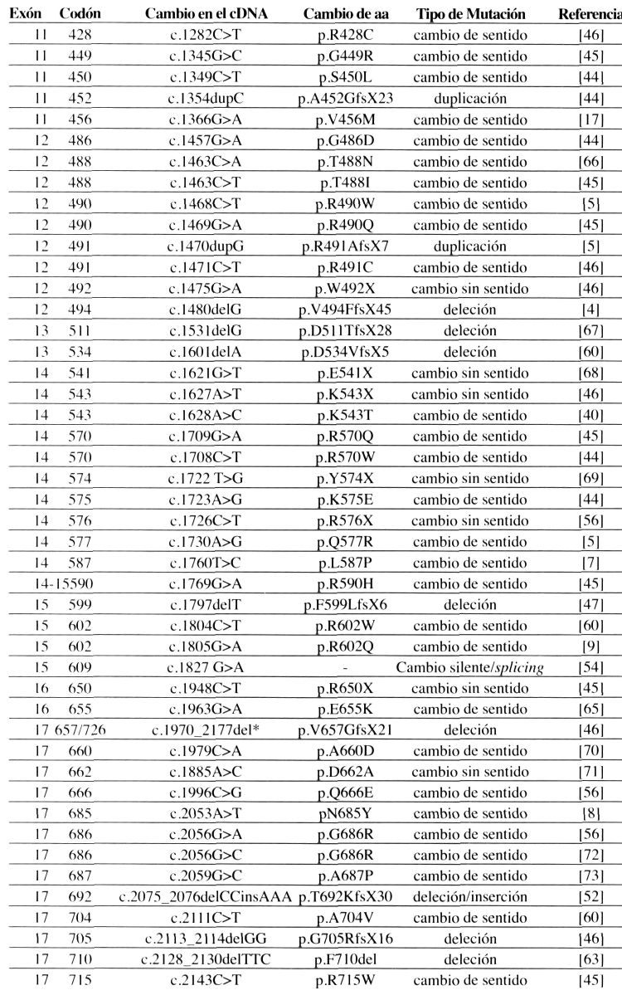 Exón Codón Cambio en el cDNA Cambio de aa Tipo de Mutación Referencia
11 428 c.1282C>T p.R428C cambio de sentido [46]
11 449 c.1345G>C p.G449R cambio de sentido [45]
11 450 c.1349C>T p.S450L cambio de sentido [44]
11 452 c.1354dupC p.A452GfsX23 duplicación [44]
11 456 c.1366G>A p.V456M cambio de sentido [17]
12 486 c.1457G>A p.G486D cambio de sentido [44]
12 488 c.1463C>A p.T488N cambio de sentido [66]
12 488 c.1463C>T p.T488I cambio de sentido [45]
12 490 c.1468C>T p.R490W cambio de sentido [5]
12 490 c.1469G>A p.R490Q cambio de sentido [45]
12 491 c.1470dupG p.R491AfsX7 duplicación [5]
12 491 c.1471C>T p.R491C cambio de sentido [46]
12 492 c.1475G>A p.W492X cambio sin sentido [46]
12 494 c.1480delG p.V494FfsX45 deleción [4]
13 511 c.1531delG p.D511TfsX28 deleción [67]
13 534 c.1601delA p.D534VfsX5 deleción [60]
14 541 c.1621G>T p.E541X cambio sin sentido [68]
14 543 c.1627A>T p.K543X cambio sin sentido [46]
14 543 c.1628A>C p.K543T cambio de sentido [40]
14 570 c.1709G>A p.R570Q cambio de sentido [45]
14 570 c.1708C>T p.R570W cambio de sentido [44]
14 574 c.1722 T>G p.Y574X cambio sin sentido [69]
14 575 c.1723A>G p.K575E cambio de sentido [44]
14 576 c.1726C>T p.R576X cambio sin sentido [56]
14 577 c.1730A>G p.Q577R cambio de sentido [5]
14 587 c.1760T>C p.L587P cambio de sentido [7]
14-15590 c.1769G>A p.R590H cambio de sentido [45]
15 599 c.1797delT p.F599LfsX6 deleción [47]
15 602 c.1804C>T p.R602W cambio de sentido [60]
15 602 c.1805G>A p.R602Q cambio de sentido [9]
15 609 c.1827 G>A - Cambio silente/splicing [54]
16 650 c.1948C>T p.R650X cambio sin sentido [45]
16 655 c.1963G>A p.E655K cambio de sentido [65]
17 657/726 c.1970_2177del* p.V657GfsX21 deleción [46]
17 660 c.1979C>A p.A660D cambio de sentido [70]
17 662 c.1885A>C p.D662A cambio sin sentido [71]
17 666 c.1996C>G p.Q666E cambio de sentido [56]
17 685 c.2053A>T pN685Y cambio de sentido [8]
17 686 c.2056G>A p.G686R cambio de sentido [56]
17 686 c.2056G>C p.G686R cambio de sentido [72]
17 687 c.2059G>C p.A687P cambio de sentido [73]
17 692 c.2075_2076delCCinsAAA p.T692KfsX30 deleción/inserción [52]
17 704 c.2111C>T p.A704V cambio de sentido [60]
17 705 c.2113_2114delGG p.G705RfsX16 deleción [46]
17 710 c.2128_2130delTTC p.F710del deleción [63]
17 715 c.2143C>T p.R715W cambio de sentido [45]